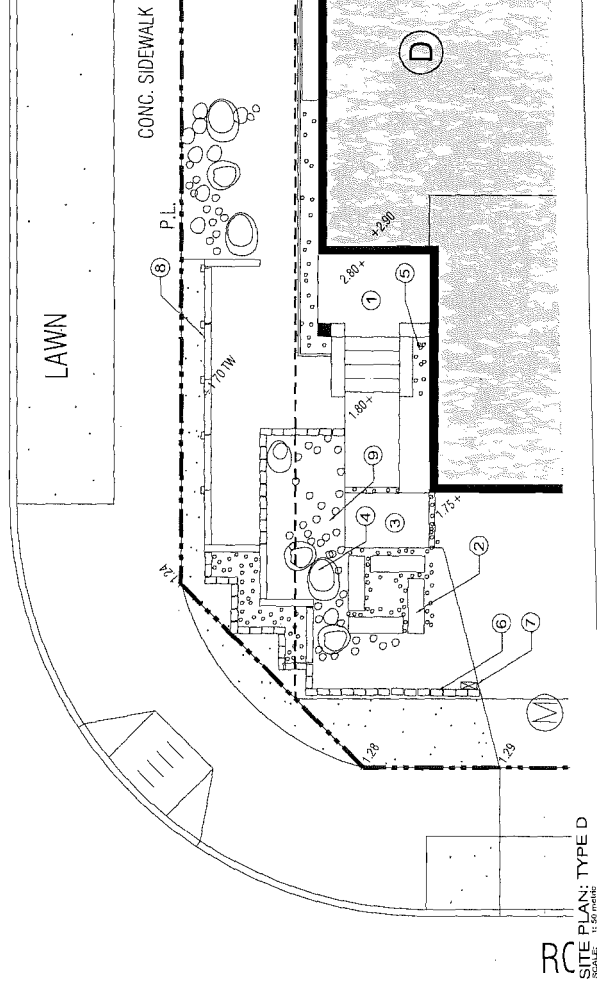 CONC. SIDEWALK
LAWN
P.L.
D
8
+2.90
2.80+
1
5
1.70 TW
1.80+
9
4
3
1.75+
1.24
2
6
7
M
1.28
1.29
SITE PLAN: TYPE D
SCALE: 1:50 metric